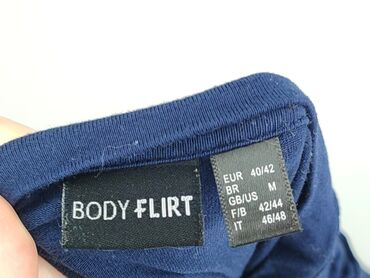 BODY FLIRT
EUR 40/42
BR
GB/US M
F/B 42/44
IT 46/48